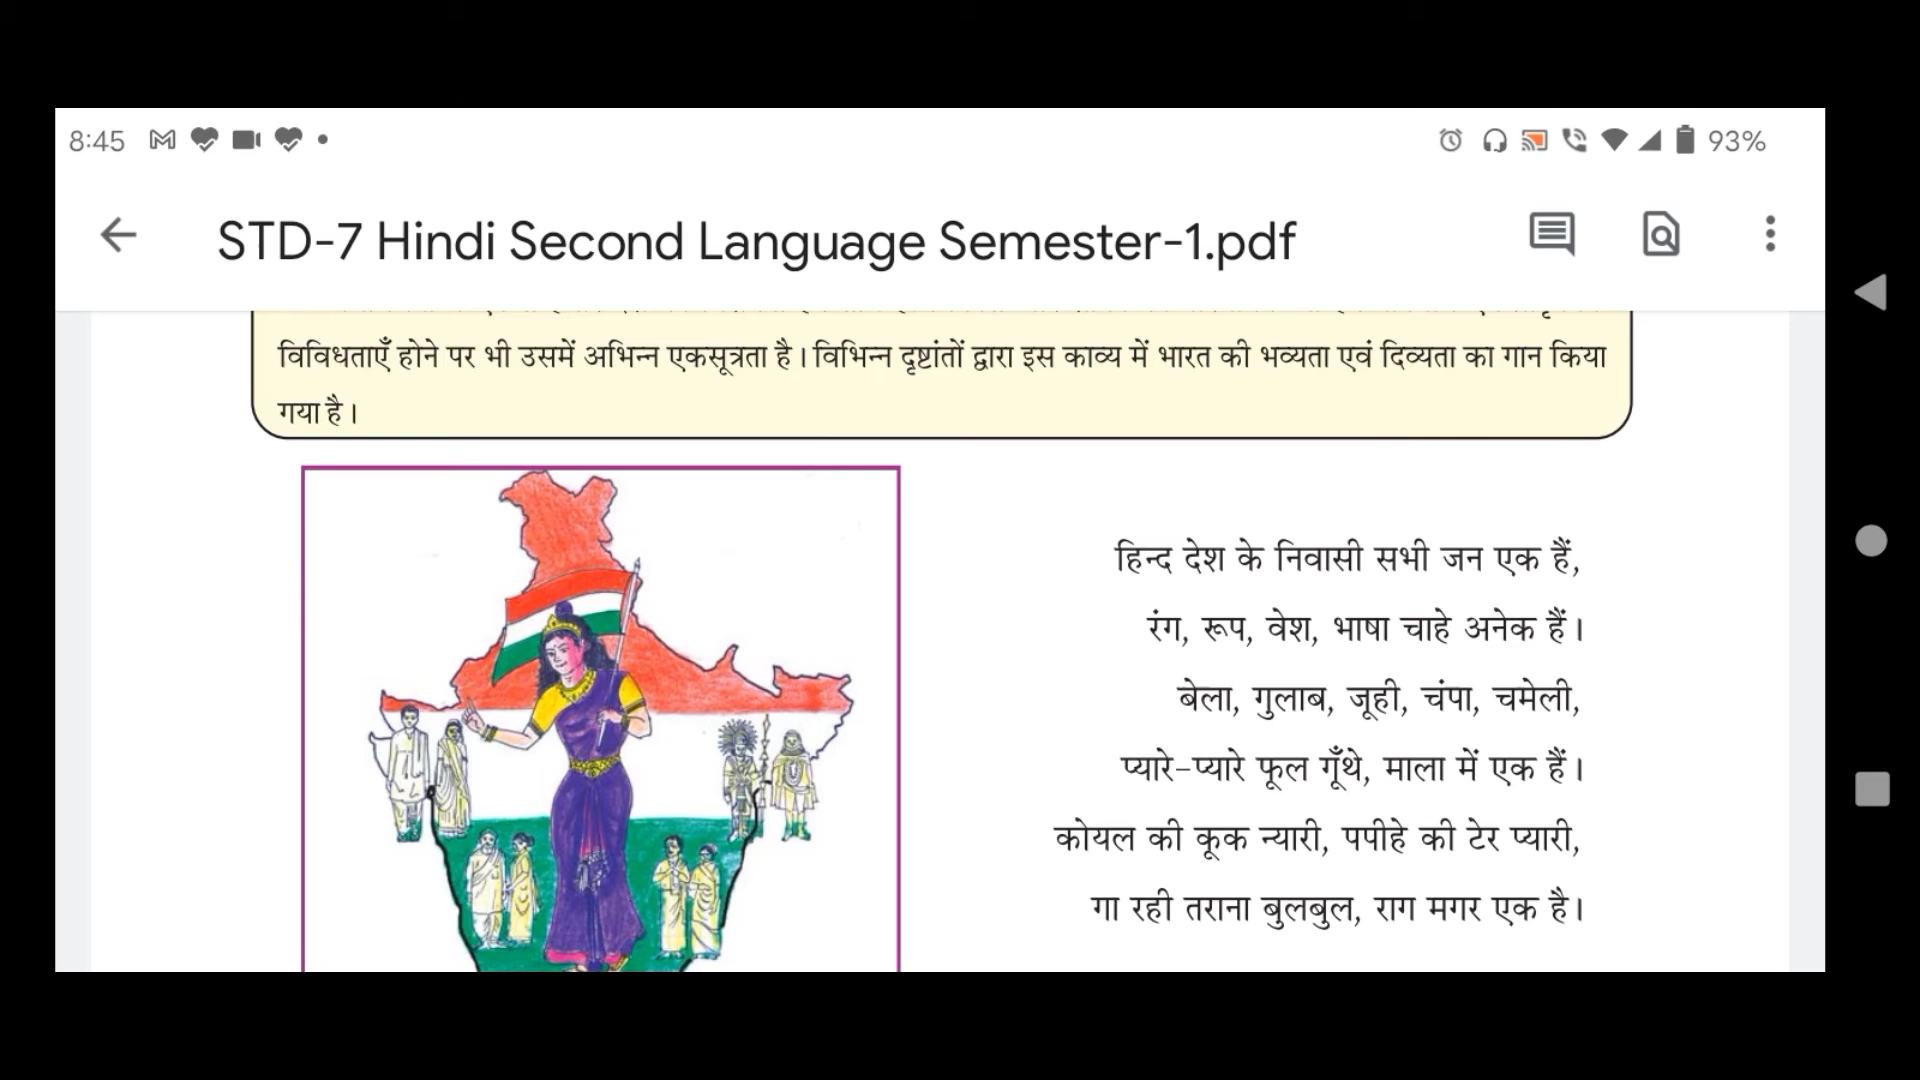 8:45
93%
STD-7 Hindi Second Language Semester-1.pdf
विविधताएँ होने पर भी उसमें अभिन्न एकसूत्रता है। विभिन्न दृष्टांतों द्वारा इस काव्य में भारत की भव्यता एवं दिव्यता का गान किया
गया है।
हिन्द देश के निवासी सभी जन एक हैं,
रंग, रूप, वेश, भाषा चाहे अनेक हैं।
बेला, गुलाब, जूही, चंपा, चमेली,
प्यारे-प्यारे फूल गूँथे, माला में एक हैं।
कोयल की कूक न्यारी, पपीहे की टेर प्यारी,
गा रही तराना बुलबुल, राग मगर एक है।